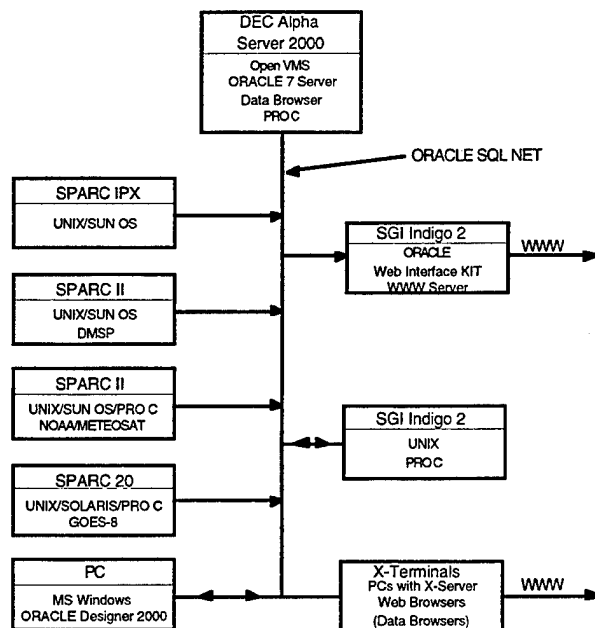 DEC Alpha
Server 2000
Open VMS
ORACLE 7 Server
Data Browser
PRO C
ORACLE SQL NET
SPARC IPX
UNIX/SUN OS
SGI Indigo 2
ORACLE
Web Interface KIT
WWW Server
WWW
SPARC II
UNIX/SUN OS
DMSP
SPARC II
UNIX/SUN OS/PRO C
NOAA/METEOSAT
SGI Indigo 2
UNIX
PRO C
SPARC 20
UNIX/SOLARIS/PRO C
GOES-8
PC
MS Windows
ORACLE Designer 2000
X-Terminals
PCs with X-Server
Web Browsers
(Data Browsers)
WWW